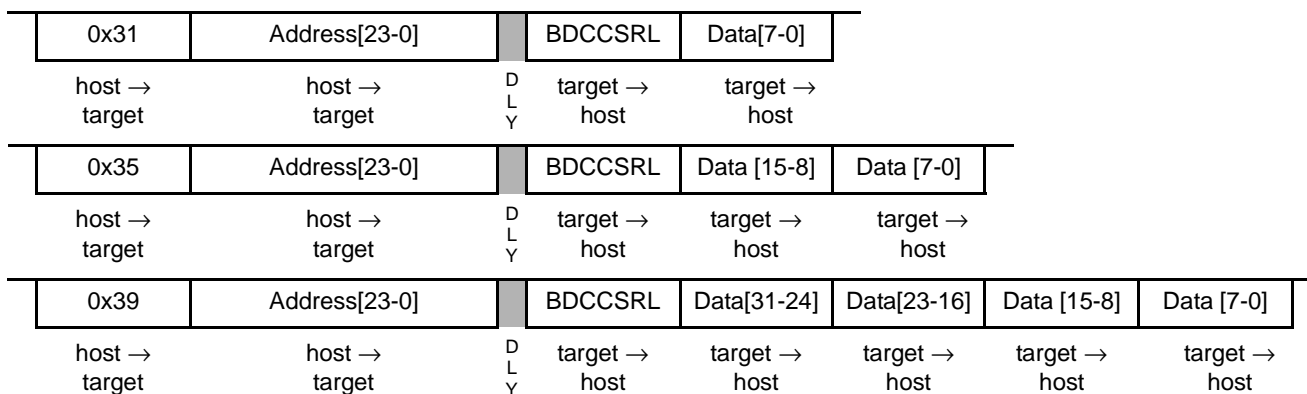 0x31 Address[23-0] BDCCSRL Data[7-0]
host → host → D target → target →
target target L host host
Y
0x35 Address[23-0] BDCCSRL Data [15-8] Data [7-0]
host → host → D target → target → target →
target target L host host host
Y
0x39 Address[23-0] BDCCSRL Data[31-24] Data[23-16] Data [15-8] Data [7-0]
host → host → D target → target → target → target → target →
target target L host host host host host
Y